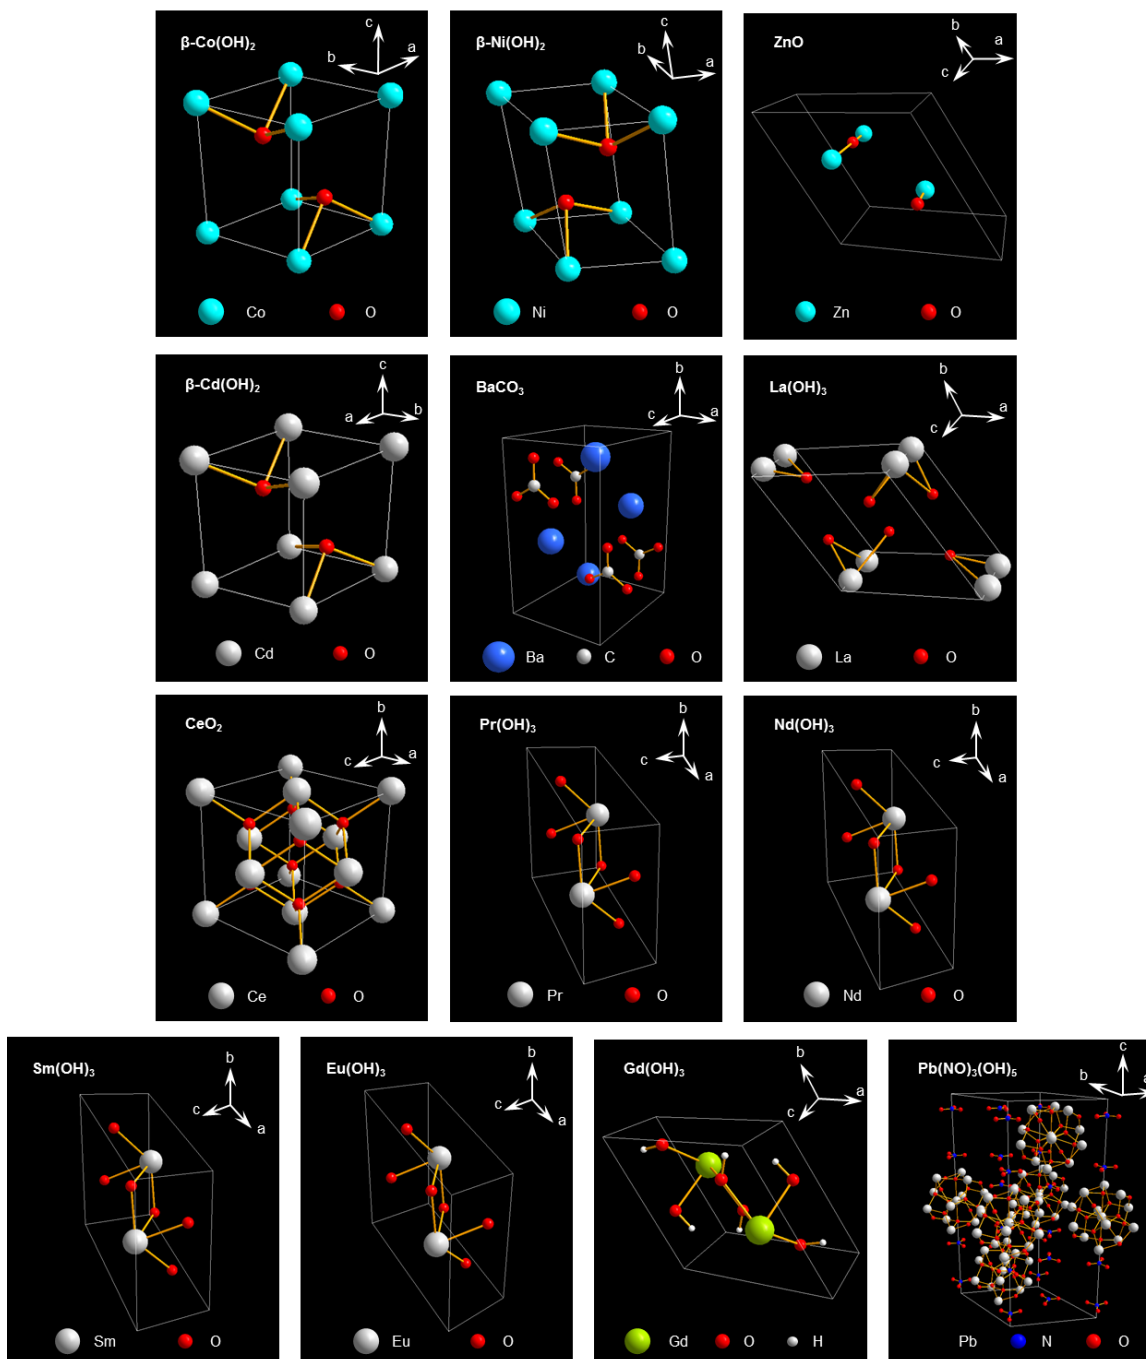 β-Co(OH)₂
c
b
a
Co
O
β-Ni(OH)₂
c
b
a
Ni
O
ZnO
b
a
c
Zn
O
β-Cd(OH)₂
c
a
b
Cd
O
BaCO₃
b
c
a
Ba
C
O
La(OH)₃
b
a
c
La
O
CeO₂
b
c
a
Ce
O
Pr(OH)₃
b
c
a
Pr
O
Nd(OH)₃
b
c
a
Nd
O
Sm(OH)₃
b
c
a
Sm
O
Eu(OH)₃
b
c
a
Eu
O
Gd(OH)₃
b
a
c
Gd
O
H
Pb(NO)₃(OH)₅
c
b
a
Pb
N
O